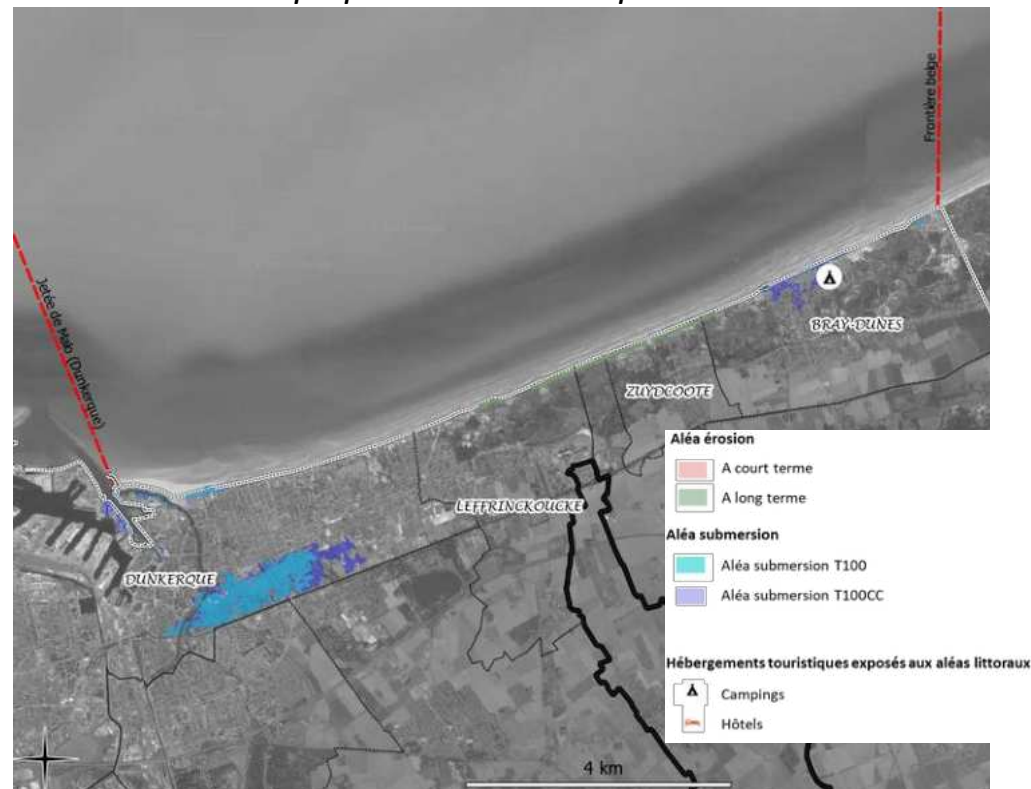 Frontière belge
Jetée de Malo (Dunkerque)
BRAY-DUNES
ZUYDCOOTE
LEFFRINCKOUCKE
DUNKERQUE
Aléa érosion
A court terme
A long terme
Aléa submersion
Aléa submersion T100
Aléa submersion T100CC
Hébergements touristiques exposés aux aléas littoraux
Campings
Hôtels
4 km